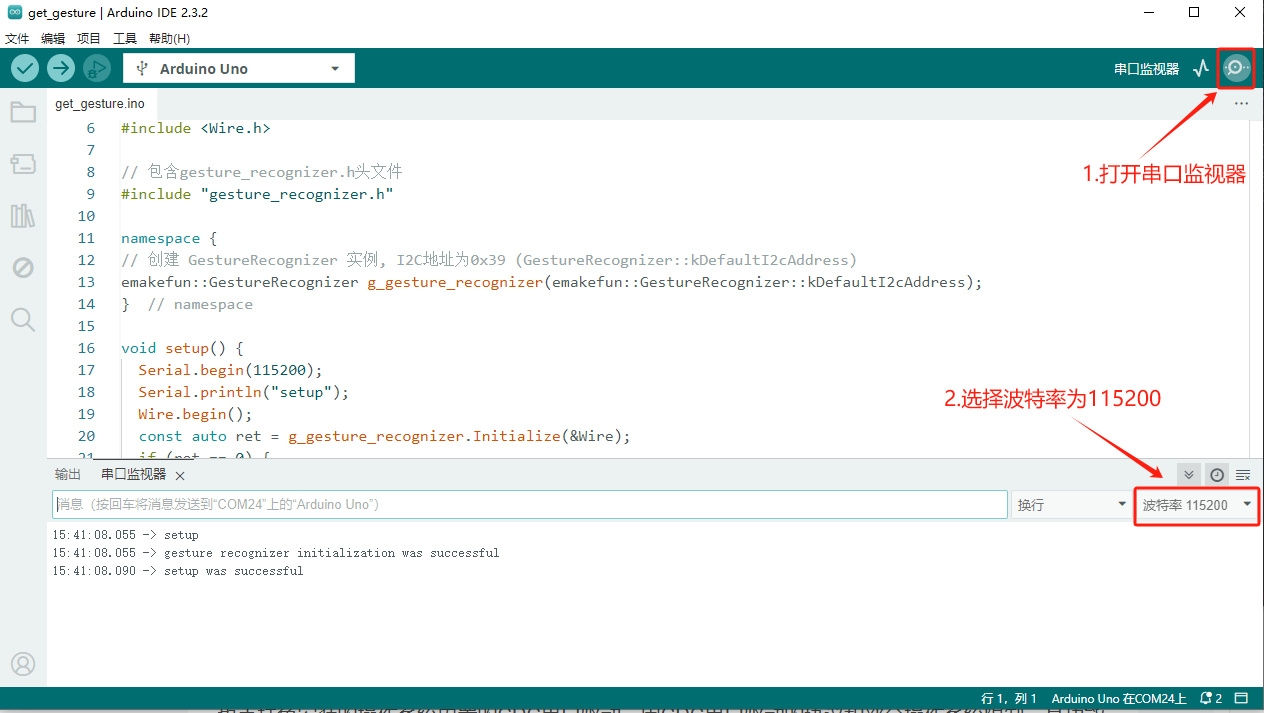 get_gesture | Arduino IDE 2.3.2
文件 编辑 项目 工具 帮助(H)
Arduino Uno
串口监视器
get_gesture.ino
6 #include <Wire.h>
7
8 // 包含gesture_recognizer.h头文件
9 #include "gesture_recognizer.h"
1.打开串口监视器
10
11 namespace {
12 // 创建 GestureRecognizer 实例, I2C地址为0x39 (GestureRecognizer::kDefaultI2cAddress)
13 emakefun::GestureRecognizer g_gesture_recognizer(emakefun::GestureRecognizer::kDefaultI2cAddress);
14 } // namespace
15
16 void setup() {
17 Serial.begin(115200);
18 Serial.println("setup");
2.选择波特率为115200
19 Wire.begin();
20 const auto ret = g_gesture_recognizer.Initialize(&Wire);
21 if (ret == 0) {
输出 串口监视器
消息（按回车将消息发送到“COM24”上的“Arduino Uno”）
换行
波特率 115200
15:41:08.055 -> setup
15:41:08.055 -> gesture recognizer initialization was successful
15:41:08.090 -> setup was successful
行 1，列 1 Arduino Uno 在COM24上 2